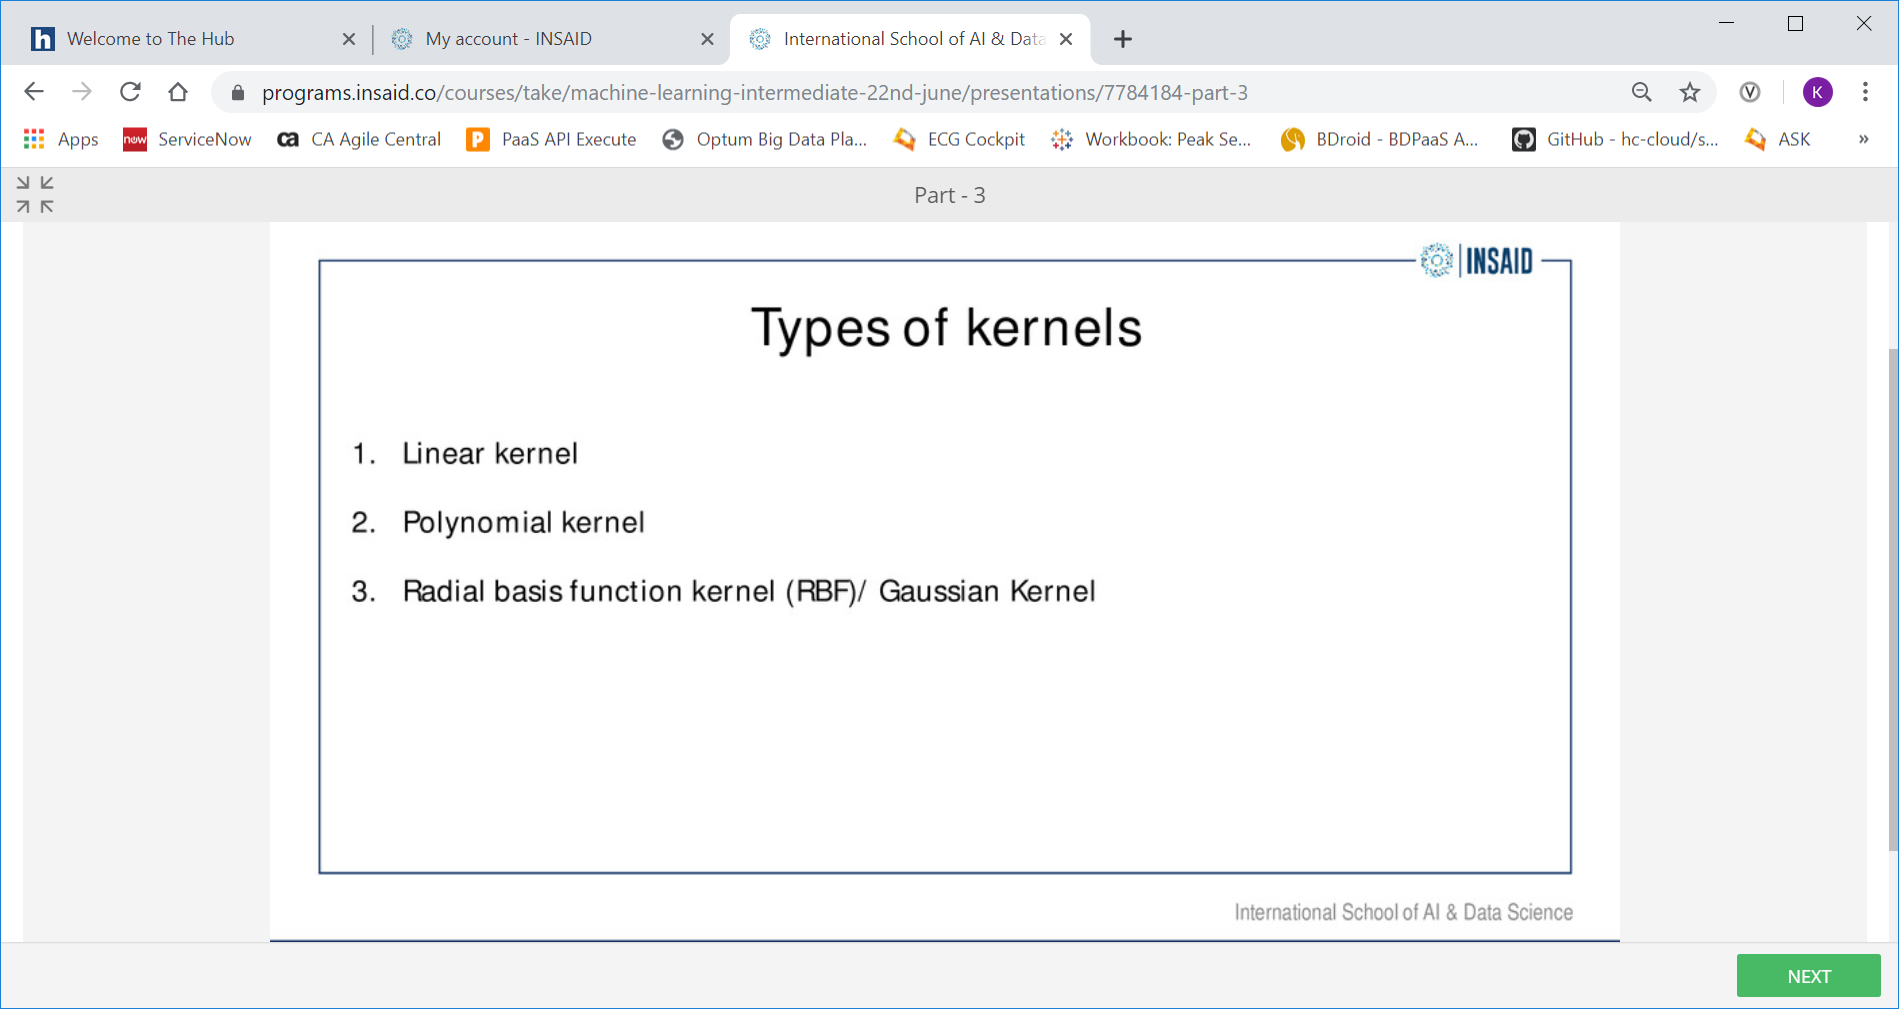 h Welcome to The Hub
My account - INSAID
International School of AI & Data
programs.insaid.co/courses/take/machine-learning-intermediate-22nd-june/presentations/7784184-part-3
K
Apps
now ServiceNow
ca CA Agile Central
P PaaS API Execute
Optum Big Data Pla...
ECG Cockpit
Workbook: Peak Se...
BDroid - BDPaaS A...
GitHub - hc-cloud/s...
ASK
»
Part - 3
INSAID
Types of kernels
1. Linear kernel
2. Polynomial kernel
3. Radial basis function kernel (RBF)/ Gaussian Kernel
International School of AI & Data Science
NEXT